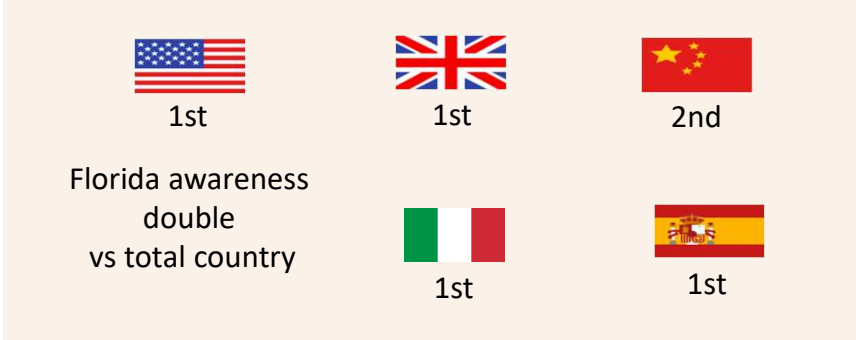 1st
1st
2nd
Florida awareness
double
vs total country
1st
1st